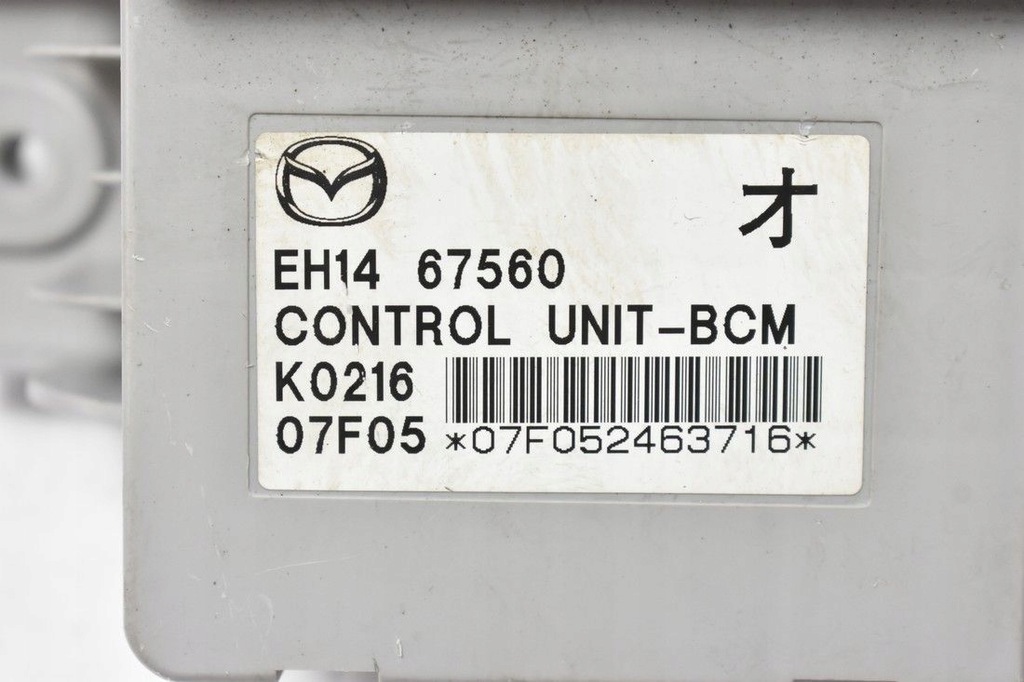 オ
EH14 67560
CONTROL UNIT-BCM
K0216
07F05 *07F052463716*